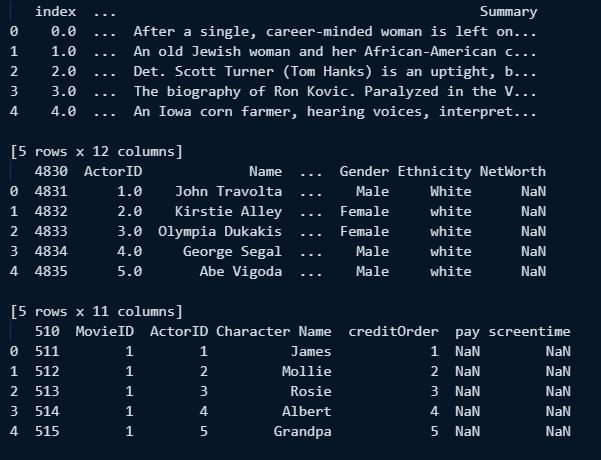 index  ...                                            Summary
0    0.0  ...  After a single, career-minded woman is left on...
1    1.0  ...  An old Jewish woman and her African-American c...
2    2.0  ...  Det. Scott Turner (Tom Hanks) is an uptight, b...
3    3.0  ...  The biography of Ron Kovic. Paralyzed in the V...
4    4.0  ...  An Iowa corn farmer, hearing voices, interpret...
[5 rows x 12 columns]
   4830  ActorID             Name  ...  Gender Ethnicity NetWorth
0  4831      1.0    John Travolta  ...    Male     White      NaN
1  4832      2.0    Kirstie Alley  ...  Female     white      NaN
2  4833      3.0  Olympia Dukakis  ...  Female     white      NaN
3  4834      4.0     George Segal  ...    Male     white      NaN
4  4835      5.0       Abe Vigoda  ...    Male     white      NaN
[5 rows x 11 columns]
   510  MovieID  ActorID Character Name  creditOrder  pay screentime
0  511        1        1          James            1  NaN        NaN
1  512        1        2         Mollie            2  NaN        NaN
2  513        1        3          Rosie            3  NaN        NaN
3  514        1        4         Albert            4  NaN        NaN
4  515        1        5        Grandpa            5  NaN        NaN